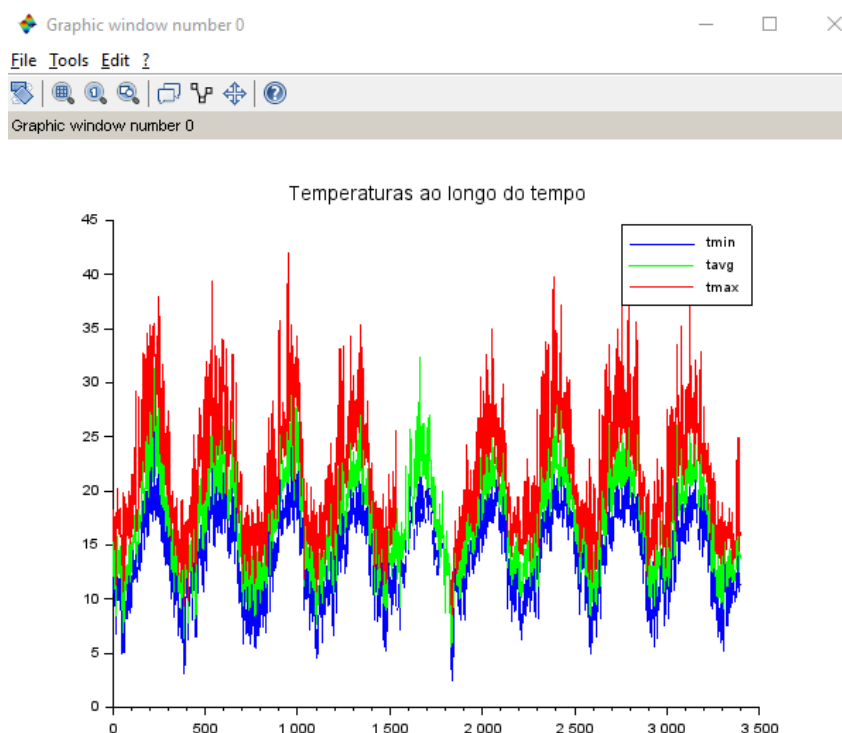 Graphic window number 0
File Tools Edit ?
Graphic window number 0
Temperaturas ao longo do tempo
45
40
35
30
25
20
15
10
5
0
tmin
tavg
tmax
0 500 1 000 1 500 2 000 2 500 3 000 3 500